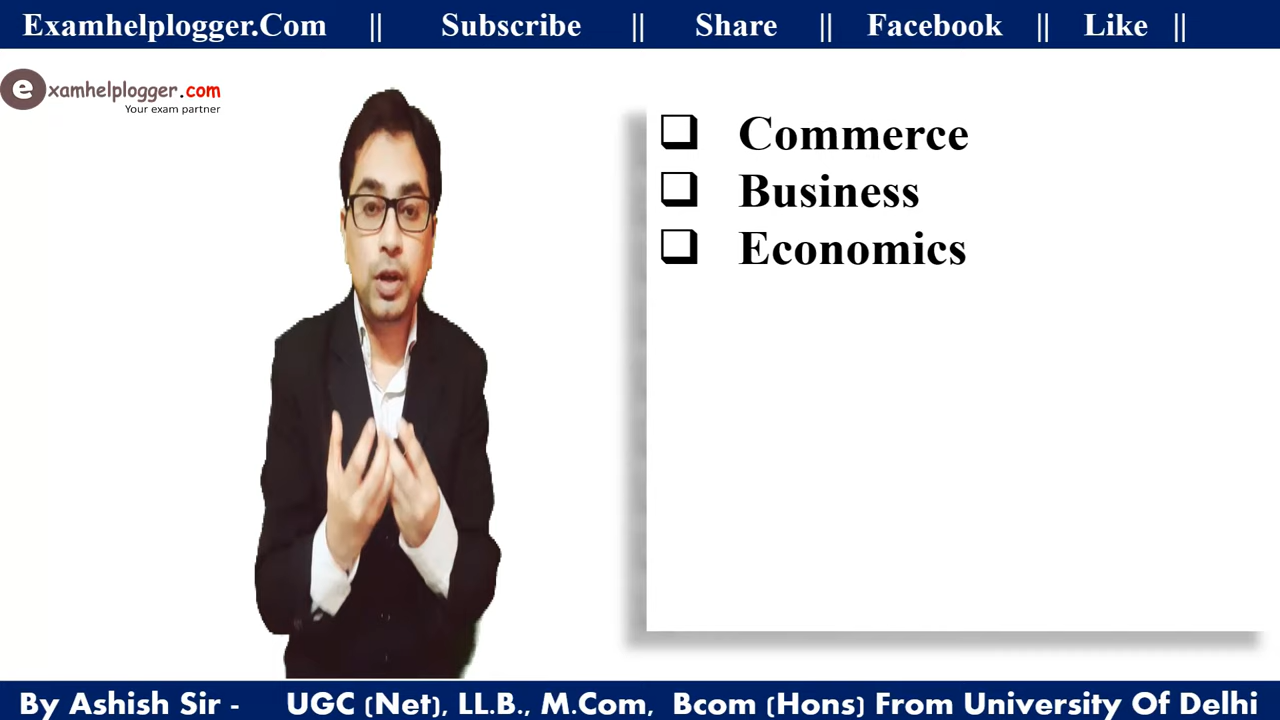 Examhelplogger.Com || Subscribe || Share || Facebook || Like ||
examhelplogger.com
Your exam partner
❑ Commerce
❑ Business
❑ Economics
By Ashish Sir - UGC (Net), LL.B., M.Com, Bcom (Hons) From University Of Delhi